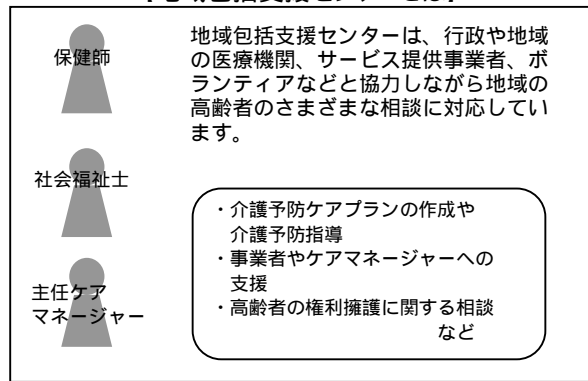 保健師
地域包括支援センターは、行政や地域
の医療機関、サービス提供事業者、ボ
ランティアなどと協力しながら地域の
高齢者のさまざまな相談に対応してい
ます。
社会福祉士
・介護予防ケアプランの作成や
介護予防指導
・事業者やケアマネージャーへの
支援
・高齢者の権利擁護に関する相談
など
主任ケア
マネージャー